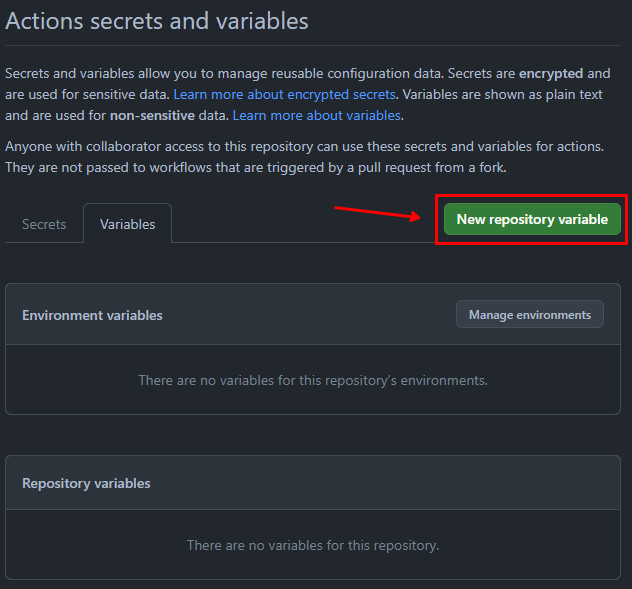 Actions secrets and variables
Secrets and variables allow you to manage reusable configuration data. Secrets are encrypted and
are used for sensitive data. Learn more about encrypted secrets. Variables are shown as plain text
and are used for non-sensitive data. Learn more about variables.
Anyone with collaborator access to this repository can use these secrets and variables for actions.
They are not passed to workflows that are triggered by a pull request from a fork.
Secrets
Variables
New repository variable
Environment variables
Manage environments
There are no variables for this repository's environments.
Repository variables
There are no variables for this repository.